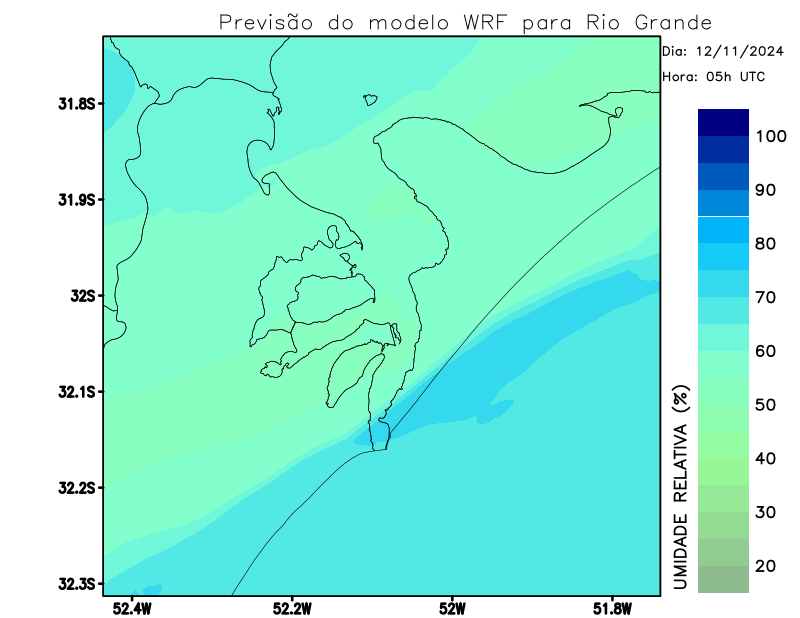 Previsão do modelo WRF para Rio Grande
Dia: 12/11/2024
Hora: 05h UTC
31.8S
31.9S
32S
32.1S
32.2S
32.3S
52.4W
52.2W
52W
51.8W
100
90
80
70
60
50
40
30
20
UMIDADE RELATIVA (%)